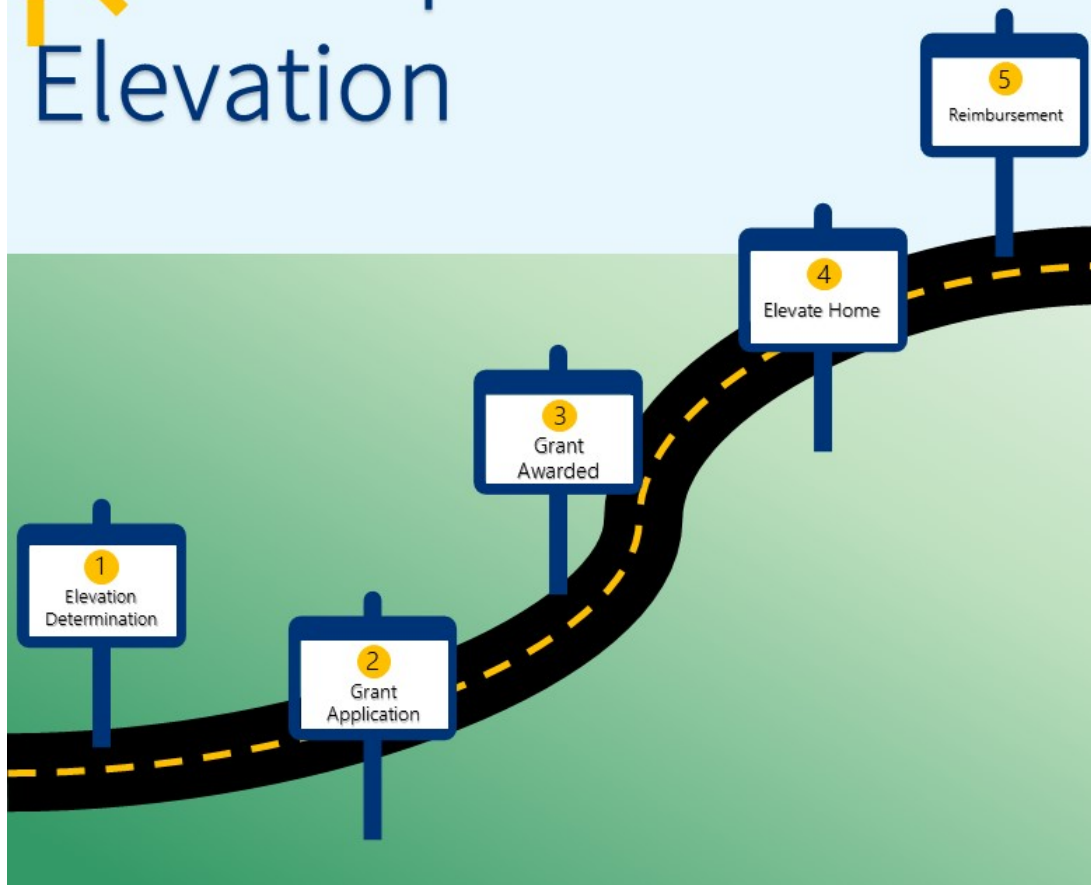 Elevation
5
Reimbursement
4
Elevate Home
3
Grant
Awarded
1
Elevation
Determination
2
Grant
Application